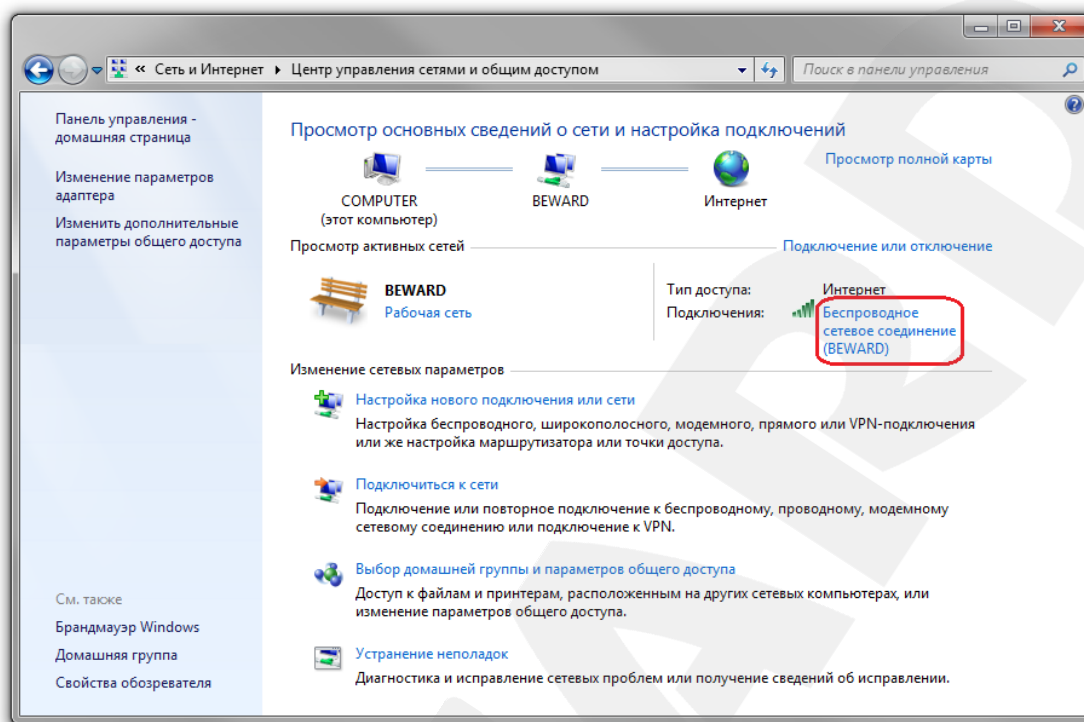 « Сеть и Интернет ▸ Центр управления сетями и общим доступом
Поиск в панели управления
Панель управления -
домашняя страница
Изменение параметров
адаптера
Изменить дополнительные
параметры общего доступа
Просмотр основных сведений о сети и настройка подключений
Просмотр полной карты
COMPUTER
(этот компьютер)
BEWARD
Интернет
Просмотр активных сетей
Подключение или отключение
BEWARD
Рабочая сеть
Тип доступа:
Интернет
Подключения:
Беспроводное
сетевое соединение
(BEWARD)
Изменение сетевых параметров
Настройка нового подключения или сети
Настройка беспроводного, широкополосного, модемного, прямого или VPN-подключения
или же настройка маршрутизатора или точки доступа.
Подключиться к сети
Подключение или повторное подключение к беспроводному, проводному, модемному
сетевому соединению или подключение к VPN.
Выбор домашней группы и параметров общего доступа
Доступ к файлам и принтерам, расположенным на других сетевых компьютерах, или
изменение параметров общего доступа.
Устранение неполадок
Диагностика и исправление сетевых проблем или получение сведений об исправлении.
См. также
Брандмауэр Windows
Домашняя группа
Свойства обозревателя